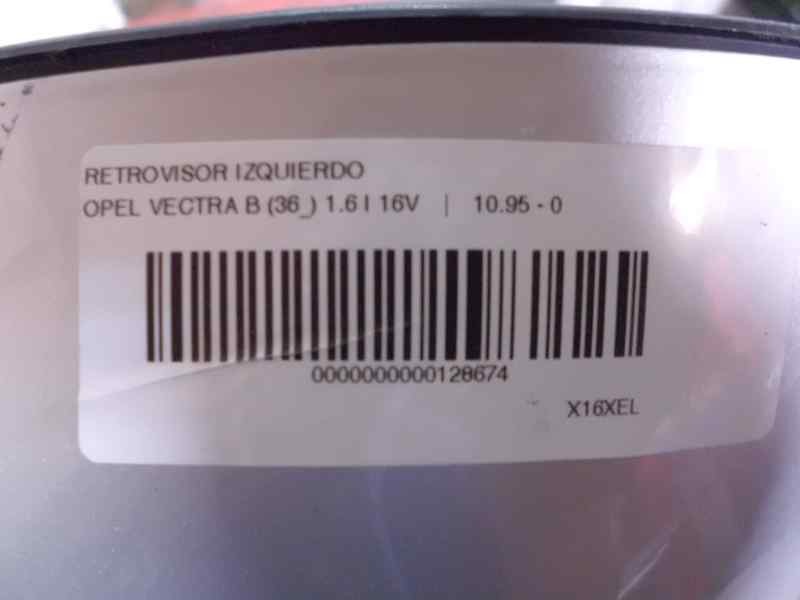 RETROVISOR IZQUIERDO
OPEL VECTRA B (36_) 1.6 I 16V | 10.95 - 0
0000000000128674
X16XEL